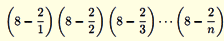 (8 − 2/1)(8 − 2/2)(8 − 2/3)⋯(8 − 2/n)